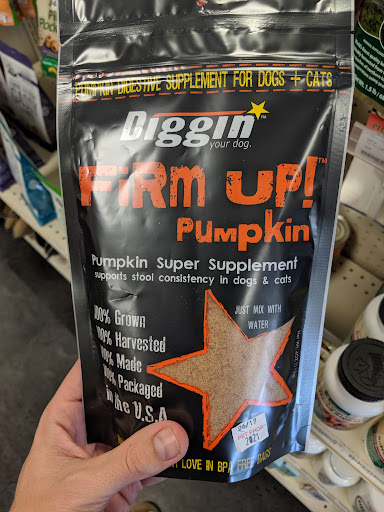 PUMPKIN DIGESTIVE SUPPLEMENT FOR DOGS + CATS
Diggin™
your dog.
FiRm UP!™
PUmpkin
Pumpkin Super Supplement
supports stool consistency in dogs & cats
100% Grown
100% Harvested
100% Made
100% Packaged
in the U.S.A
JUST MIX WITH
WATER
LOVE IN BPA FREE BAGS
2021